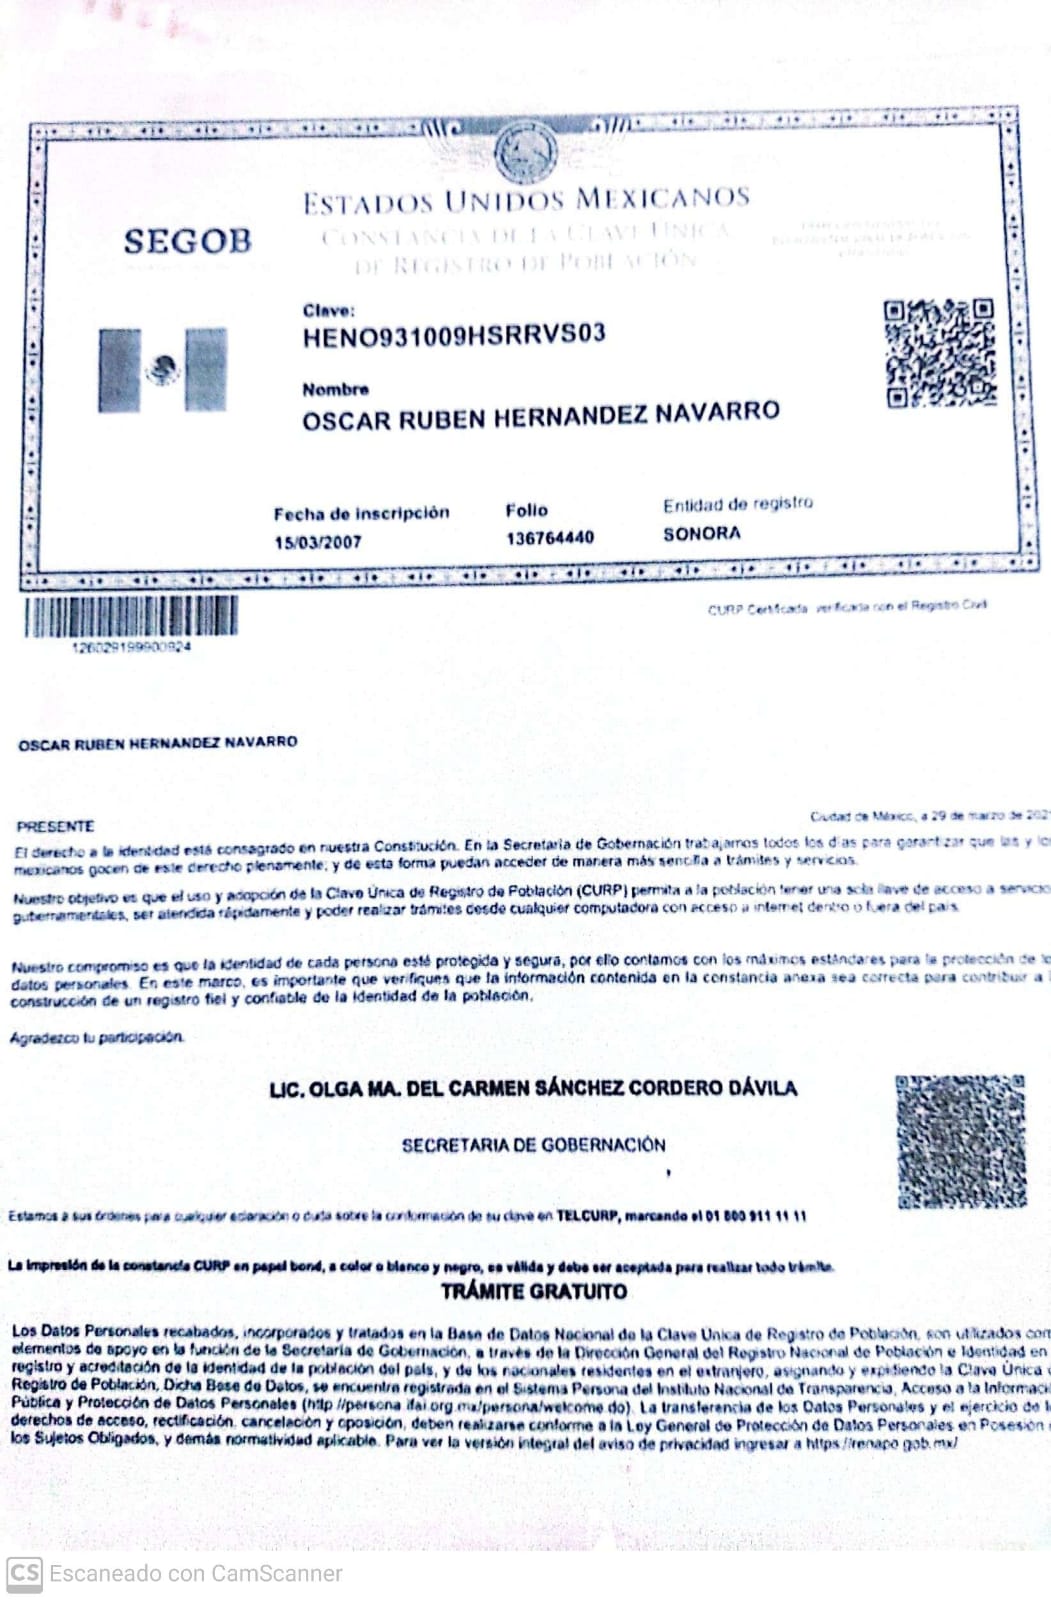 ESTADOS UNIDOS MEXICANOS
CONSTANCIA DE LA CLAVE ÚNICA
DE REGISTRO DE POBLACIÓN
SEGOB
Clave:
HENO931009HSRRVS03
Nombre
OSCAR RUBEN HERNANDEZ NAVARRO
Fecha de inscripción
Folio
Entidad de registro
15/03/2007
136764440
SONORA
CURP Certificada verificada con el Registro Civil
126029199900924
OSCAR RUBEN HERNANDEZ NAVARRO
Ciudad de México, a 29 de marzo de 202
PRESENTE
El derecho a la identidad está consagrado en nuestra Constitución. En la Secretaría de Gobernación trabajamos todos los días para garantizar que las y los
mexicanos gocen de este derecho plenamente; y de esta forma puedan acceder de manera más sencilla a trámites y servicios.
Nuestro objetivo es que el uso y adopción de la Clave Única de Registro de Población (CURP) permita a la población tener una sola llave de acceso a servicio
gubernamentales, ser atendida rápidamente y poder realizar trámites desde cualquier computadora con acceso a internet dentro o fuera del país.
Nuestro compromiso es que la identidad de cada persona esté protegida y segura, por ello contamos con los máximos estándares para la protección de lo
datos personales. En este marco, es importante que verifiques que la información contenida en la constancia anexa sea correcta para contribuir a l
construcción de un registro fiel y confiable de la identidad de la población.
Agradezco tu participación.
LIC. OLGA MA. DEL CARMEN SÁNCHEZ CORDERO DÁVILA
SECRETARIA DE GOBERNACIÓN
Estamos a sus órdenes para cualquier aclaración o duda sobre la conformación de su clave en TELCURP, marcando el 01 800 911 11 11
La impresión de la constancia CURP en papel bond, a color o blanco y negro, es válida y debe ser aceptada para realizar todo trámite.
TRÁMITE GRATUITO
Los Datos Personales recabados, incorporados y tratados en la Base de Datos Nacional de la Clave Única de Registro de Población, son utilizados com
elementos de apoyo en la función de la Secretaría de Gobernación, a través de la Dirección General del Registro Nacional de Población e Identidad en
registro y acreditación de la identidad de la población del país, y de los nacionales residentes en el extranjero, asignando y expidiendo la Clave Única
Registro de Población, Dicha Base de Datos, se encuentra registrada en el Sistema Persona del Instituto Nacional de Transparencia, Acceso a la Informaci
Pública y Protección de Datos Personales (http://persona.ifai.org.mx/persona/welcome.do). La transferencia de los Datos Personales y el ejercicio de l
derechos de acceso, rectificación, cancelación y oposición, deben realizarse conforme a la Ley General de Protección de Datos Personales en Posesión
los Sujetos Obligados, y demás normatividad aplicable. Para ver la versión integral del aviso de privacidad ingresar a https://renapo.gob.mx/
CS Escaneado con CamScanner